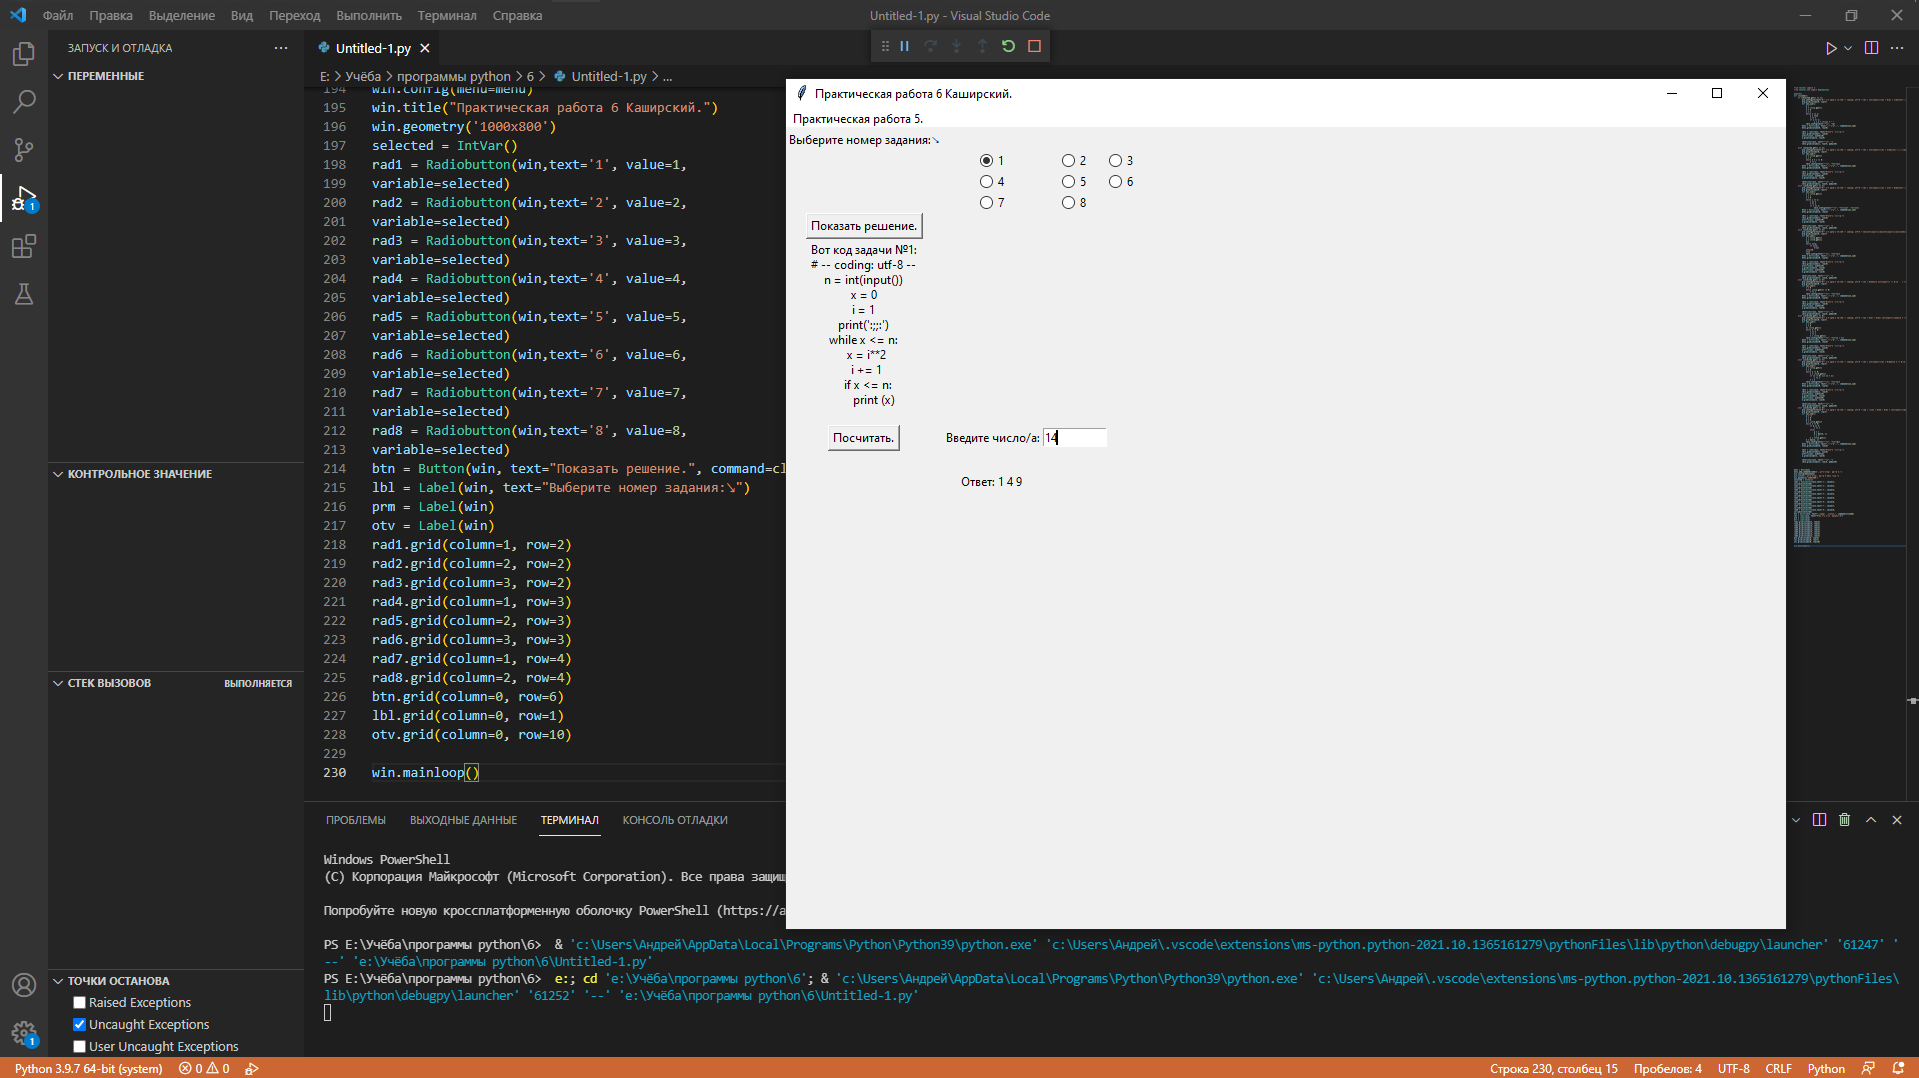 Файл Правка Выделение Вид Переход Выполнить Терминал Справка
Untitled-1.py - Visual Studio Code
ЗАПУСК И ОТЛАДКА
ПЕРЕМЕННЫЕ
КОНТРОЛЬНОЕ ЗНАЧЕНИЕ
СТЕК ВЫЗОВОВ ВЫПОЛНЯЕТСЯ
ТОЧКИ ОСТАНОВА
Raised Exceptions
Uncaught Exceptions
User Uncaught Exceptions
1
1
Untitled-1.py
E: > Учёба > программы python > 6 > Untitled-1.py > ...
194 win.config(menu=menu)
195 win.title("Практическая работа 6 Каширский.")
196 win.geometry('1000x800')
197 selected = IntVar()
198 rad1 = Radiobutton(win,text='1', value=1,
199 variable=selected)
200 rad2 = Radiobutton(win,text='2', value=2,
201 variable=selected)
202 rad3 = Radiobutton(win,text='3', value=3,
203 variable=selected)
204 rad4 = Radiobutton(win,text='4', value=4,
205 variable=selected)
206 rad5 = Radiobutton(win,text='5', value=5,
207 variable=selected)
208 rad6 = Radiobutton(win,text='6', value=6,
209 variable=selected)
210 rad7 = Radiobutton(win,text='7', value=7,
211 variable=selected)
212 rad8 = Radiobutton(win,text='8', value=8,
213 variable=selected)
214 btn = Button(win, text="Показать решение.", command=cl
215 lbl = Label(win, text="Выберите номер задания:↘")
216 prm = Label(win)
217 otv = Label(win)
218 rad1.grid(column=1, row=2)
219 rad2.grid(column=2, row=2)
220 rad3.grid(column=3, row=2)
221 rad4.grid(column=1, row=3)
222 rad5.grid(column=2, row=3)
223 rad6.grid(column=3, row=3)
224 rad7.grid(column=1, row=4)
225 rad8.grid(column=2, row=4)
226 btn.grid(column=0, row=6)
227 lbl.grid(column=0, row=1)
228 otv.grid(column=0, row=10)
229
230 win.mainloop()
Практическая работа 6 Каширский.
Практическая работа 5.
Выберите номер задания:↘
1 2 3
4 5 6
7 8
Показать решение.
Вот код задачи №1:
# -- coding: utf-8 --
n = int(input())
x = 0
i = 1
print(':;;:')
while x <= n:
x = i**2
i += 1
if x <= n:
print (x)
Посчитать. Введите число/а: 14
Ответ: 1 4 9
ПРОБЛЕМЫ ВЫХОДНЫЕ ДАННЫЕ ТЕРМИНАЛ КОНСОЛЬ ОТЛАДКИ
Windows PowerShell
(C) Корпорация Майкрософт (Microsoft Corporation). Все права защищ
Попробуйте новую кроссплатформенную оболочку PowerShell (https://a
PS E:\Учёба\программы python\6>  & 'c:\Users\Андрей\AppData\Local\Programs\Python\Python39\python.exe' 'c:\Users\Андрей\.vscode\extensions\ms-python.python-2021.10.1365161279\pythonFiles\lib\python\debugpy\launcher' '61247' '
--' 'e:\Учёба\программы python\6\Untitled-1.py'
PS E:\Учёба\программы python\6>  e:; cd 'e:\Учёба\программы python\6'; & 'c:\Users\Андрей\AppData\Local\Programs\Python\Python39\python.exe' 'c:\Users\Андрей\.vscode\extensions\ms-python.python-2021.10.1365161279\pythonFiles\
lib\python\debugpy\launcher' '61252' '--' 'e:\Учёба\программы python\6\Untitled-1.py'
Python 3.9.7 64-bit (system) 0 0
Строка 230, столбец 15 Пробелов: 4 UTF-8 CRLF Python